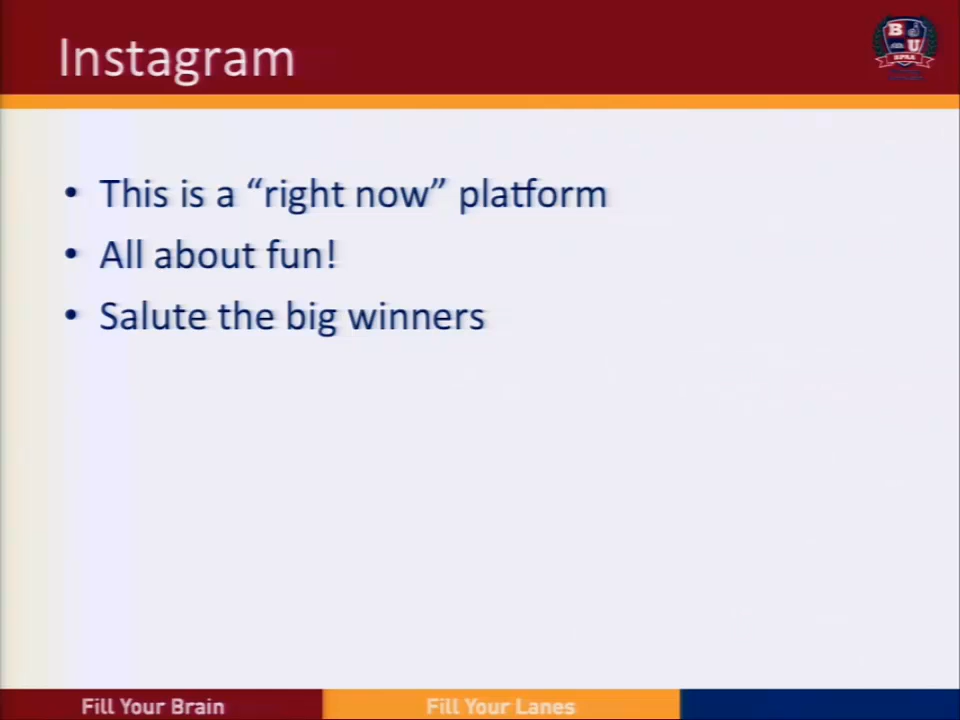 Instagram
B U
• This is a “right now” platform
• All about fun!
• Salute the big winners
Fill Your Brain
Fill Your Lanes